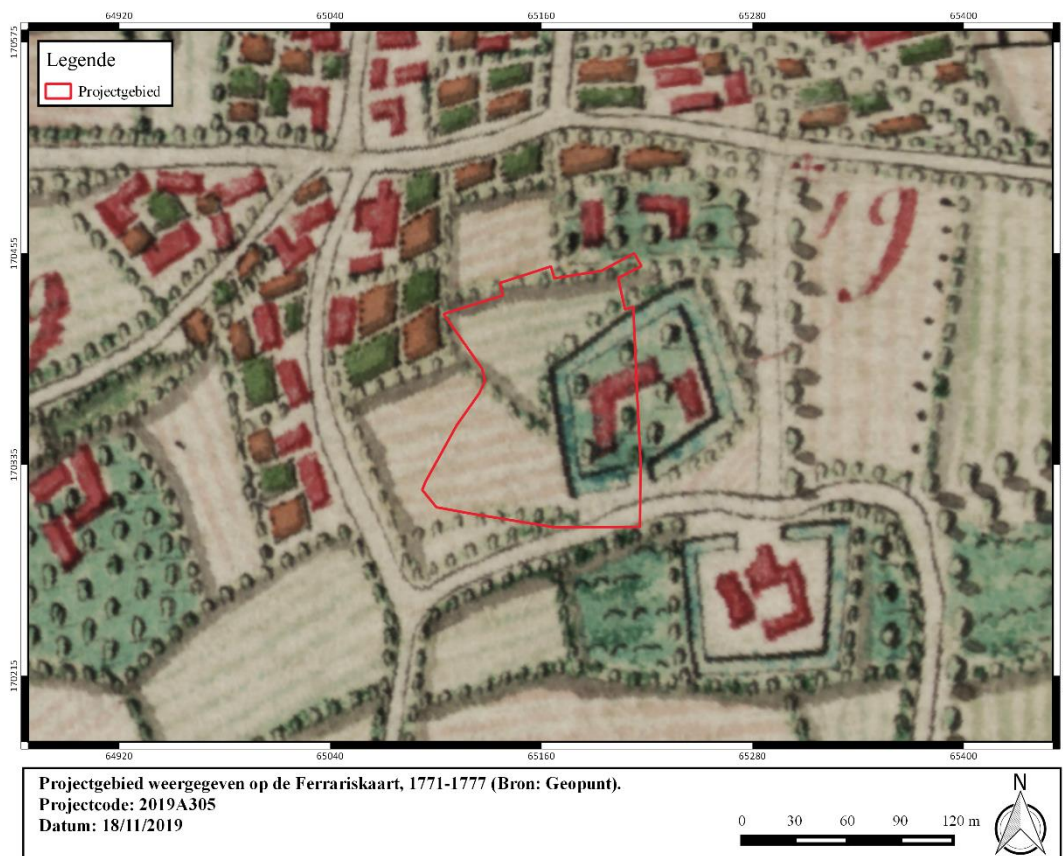 64920 65040 65160 65280 65400
170575
170455
170335
170215
Legende
Projectgebied
19
64920 65040 65160 65280 65400
Projectgebied weergegeven op de Ferrariskaart, 1771-1777 (Bron: Geopunt).
Projectcode: 2019A305
Datum: 18/11/2019
N
0 30 60 90 120 m